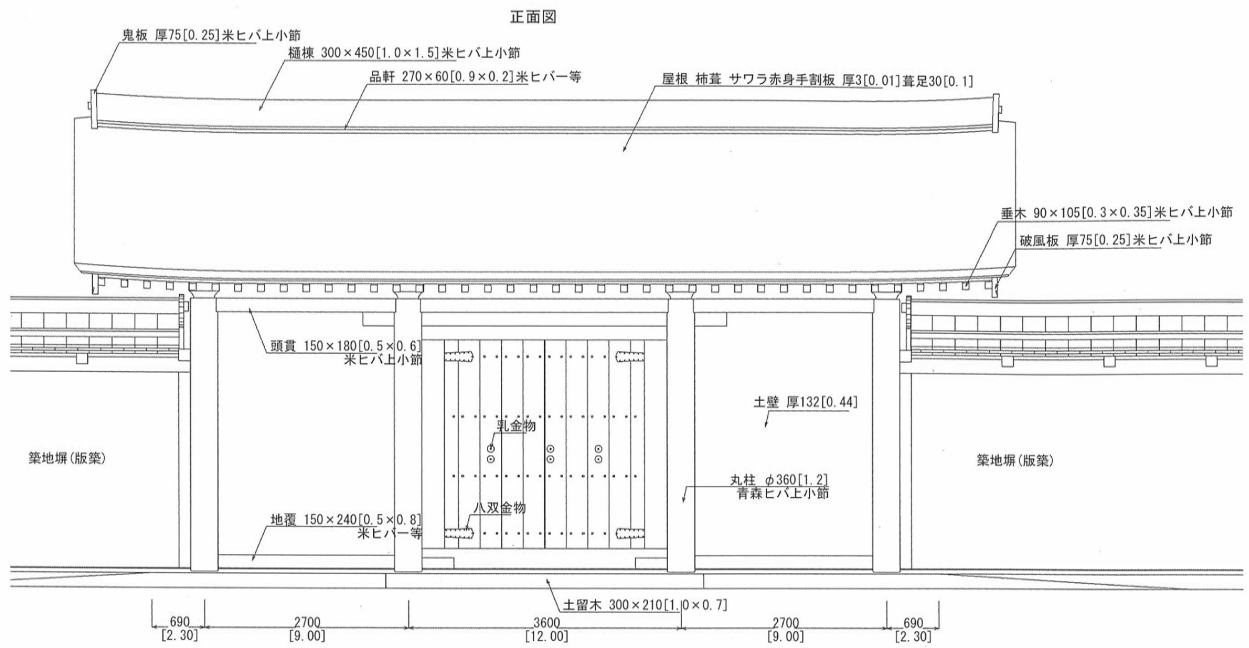 正面図
鬼板 厚75[0.25]米ヒバ上小節
樋棟 300×450[1.0×1.5]米ヒバ上小節
品軒 270×60[0.9×0.2]米ヒバ一等
屋根 柿葺 サワラ赤身手割板 厚3[0.01]葺足30[0.1]
垂木 90×105[0.3×0.35]米ヒバ上小節
破風板 厚75[0.25]米ヒバ上小節
頭貫 150×180[0.5×0.6]
米ヒバ上小節
土壁 厚132[0.44]
乳金物
築地塀(版築)
築地塀(版築)
丸柱 φ360[1.2]
青森ヒバ上小節
八双金物
地覆 150×240[0.5×0.8]
米ヒバ一等
土留木 300×210[1.0×0.7]
690
[2.30]
2700
[9.00]
3600
[12.00]
2700
[9.00]
690
[2.30]